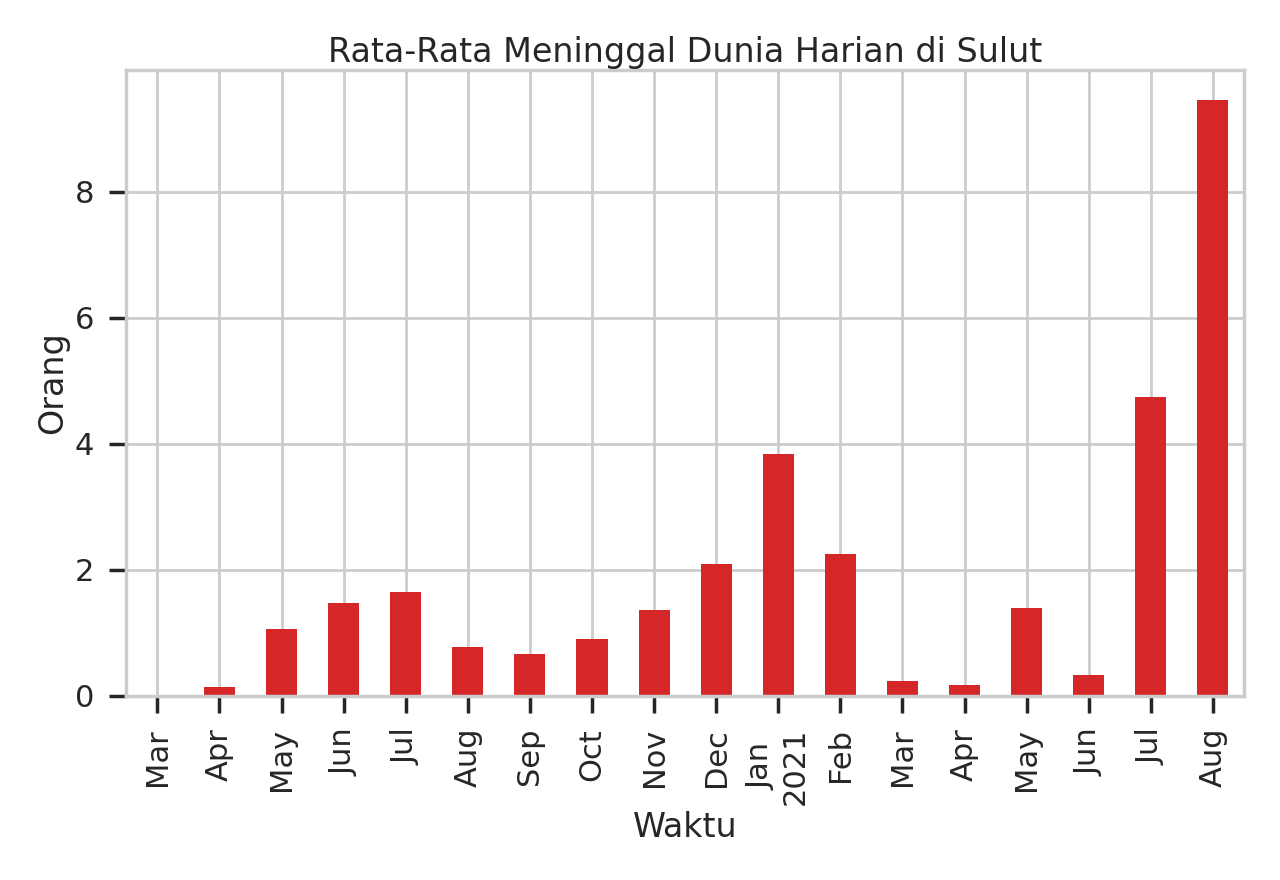 Rata-Rata Meninggal Dunia Harian di Sulut
Orang
8
6
4
2
0
Mar
Apr
May
Jun
Jul
Aug
Sep
Oct
Nov
Dec
Jan
2021
Feb
Mar
Apr
May
Jun
Jul
Aug
Waktu